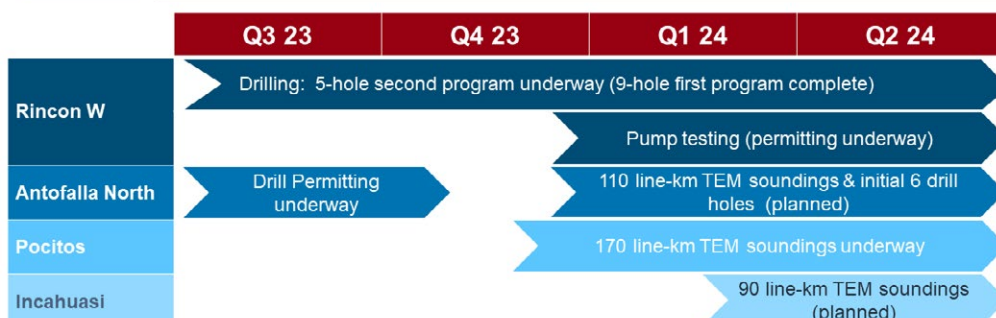 Q3 23 Q4 23 Q1 24 Q2 24
Rincon W
Drilling: 5-hole second program underway (9-hole first program complete)
Pump testing (permitting underway)
Antofalla North
Drill Permitting
underway
110 line-km TEM soundings & initial 6 drill
holes (planned)
Pocitos
170 line-km TEM soundings underway
Incahuasi
90 line-km TEM soundings
(planned)